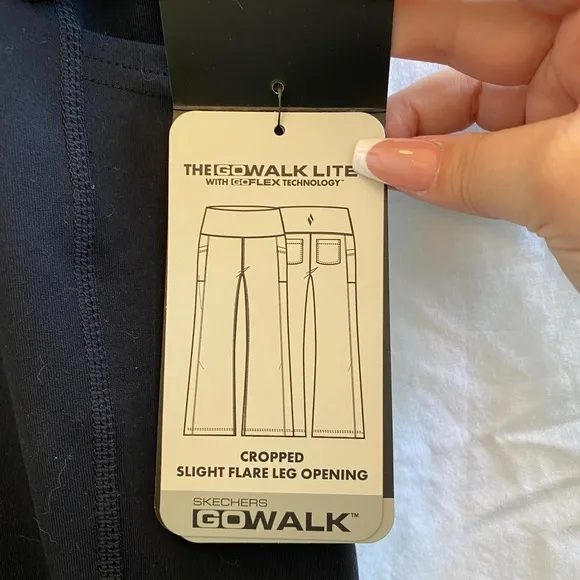 THE GOWALK LITE
WITH GOFLEX TECHNOLOGY™
CROPPED
SLIGHT FLARE LEG OPENING
SKECHERS
GOWALK™